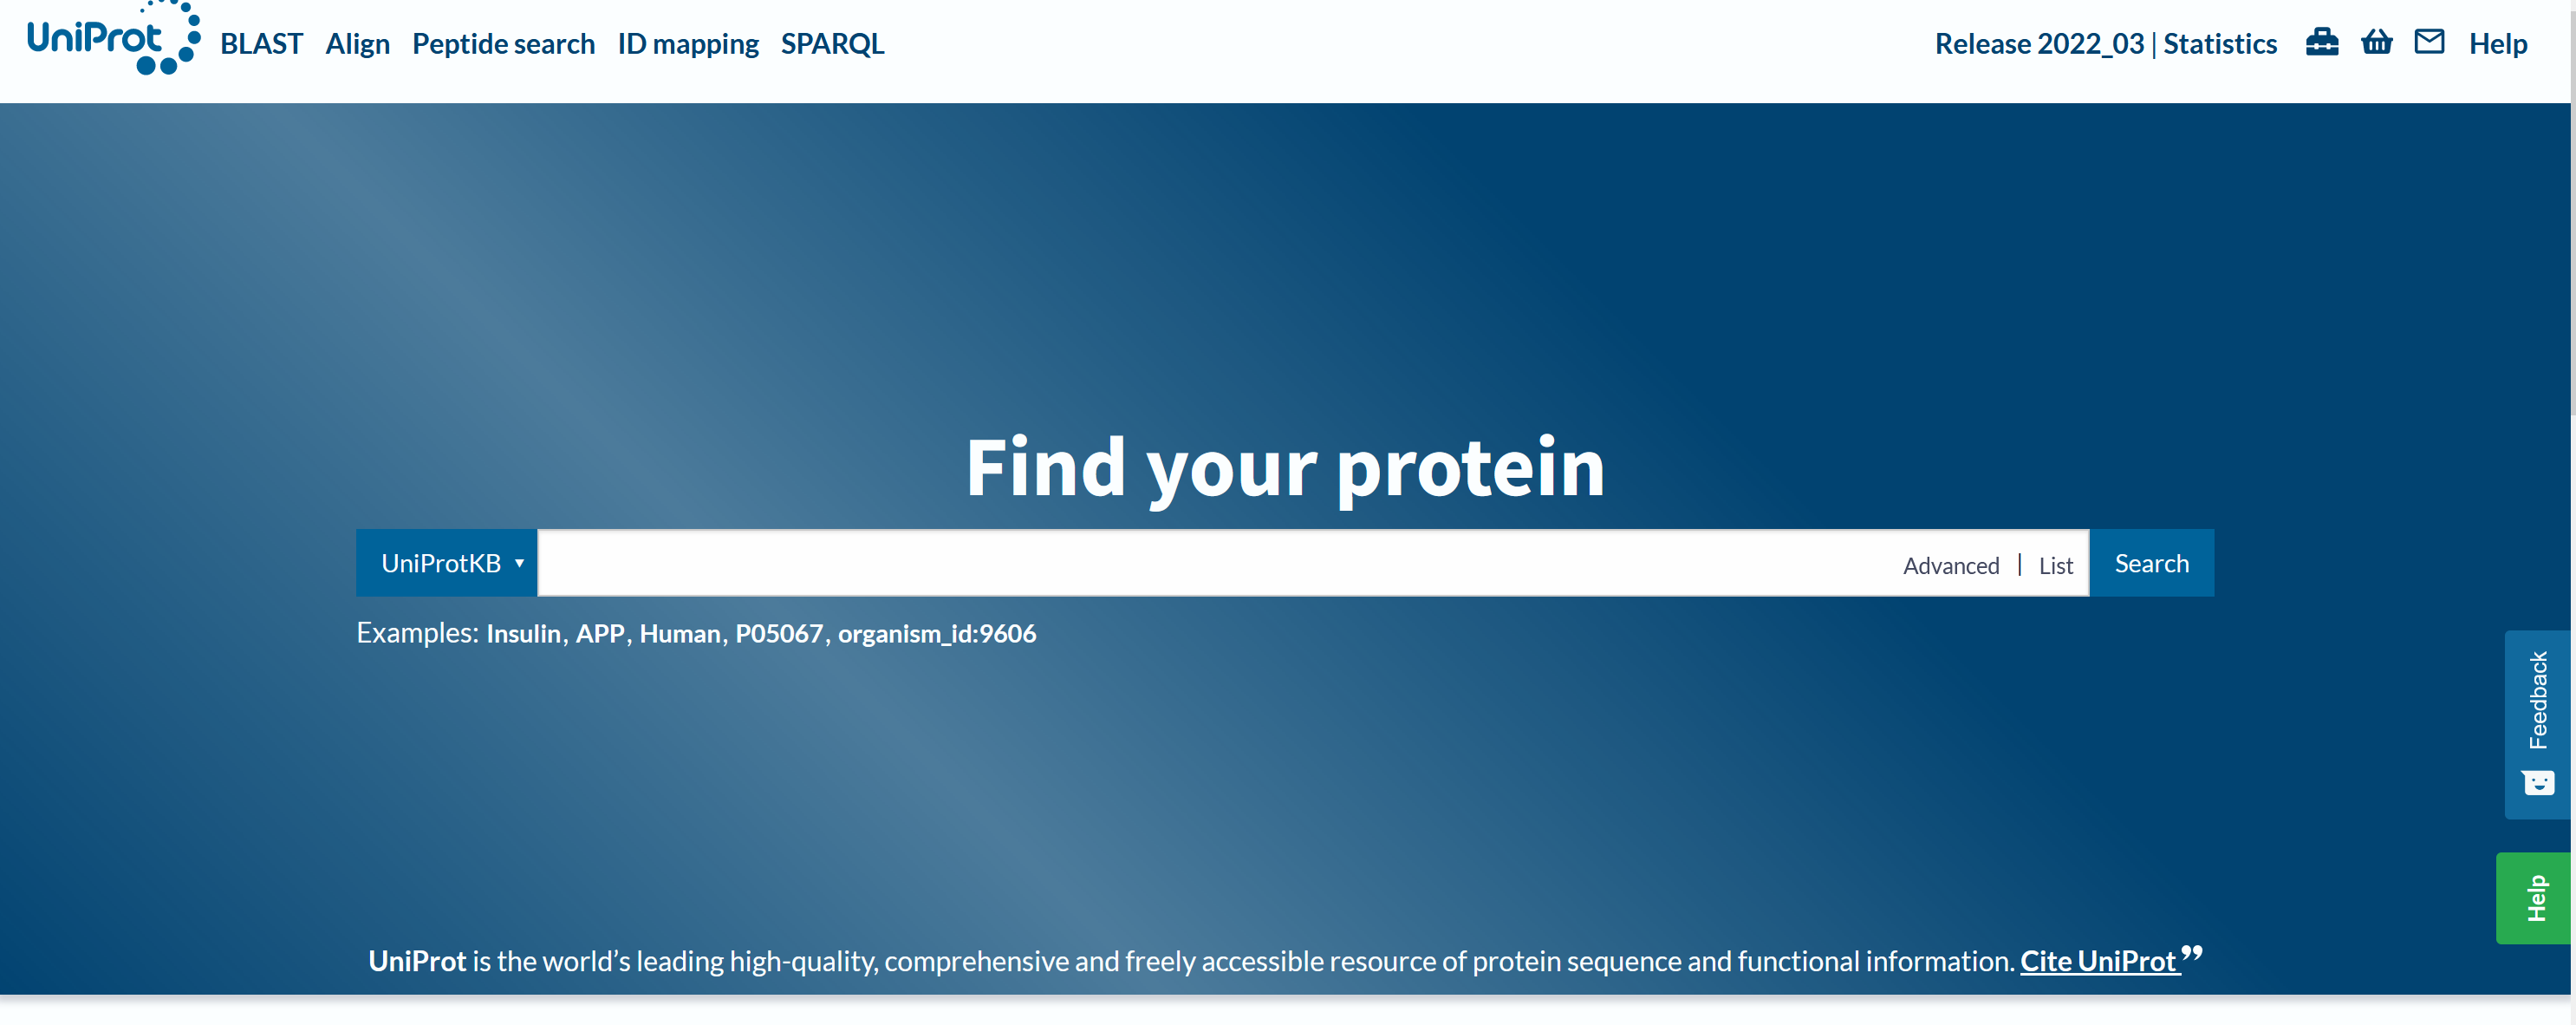 UniProt BLAST Align Peptide search ID mapping SPARQL Release 2022_03 | Statistics Help
Find your protein
UniProtKB ▼ Advanced | List Search
Examples: Insulin, APP, Human, P05067, organism_id:9606
Feedback
Help
UniProt is the world’s leading high-quality, comprehensive and freely accessible resource of protein sequence and functional information. Cite UniProt ”